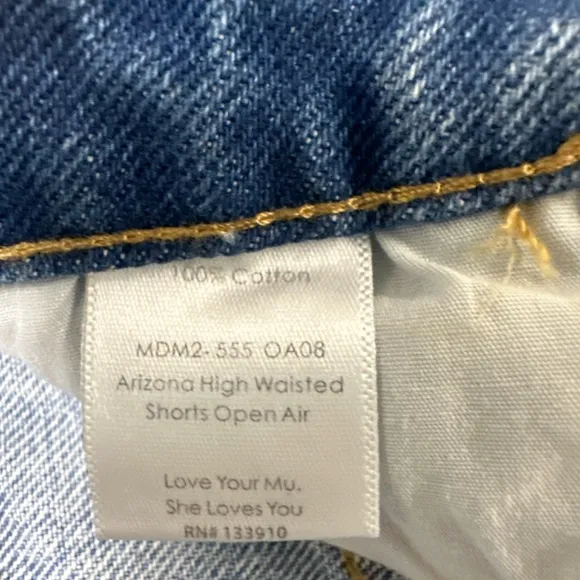 100% Cotton
MDM2- 555 OA08
Arizona High Waisted
Shorts Open Air
Love Your Mu.
She Loves You
RN# 133910